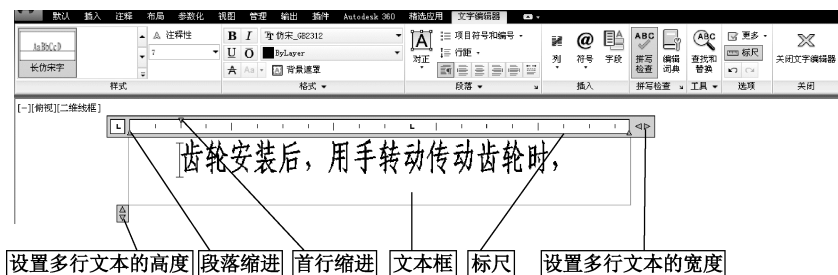 默认 插入 注释 布局 参数化 视图 管理 输出 插件 Autodesk 360 精选应用 文字编辑器
AaBbCcD
长仿宋字
注释性
7
样式
B I 仿宋_GB2312
U O ByLayer
A Aa 背景遮罩
格式
A
对正
项目符号和编号
行距
段落
列
@
符号
字段
插入
ABC
拼写
检查
编辑
词典
拼写检查
ABC
查找和
替换
工具
更多
标尺
选项
关闭文字编辑器
关闭
[-][俯视][二维线框]
L
齿轮安装后，用手转动传动齿轮时，
设置多行文本的高度 段落缩进 首行缩进 文本框 标尺 设置多行文本的宽度